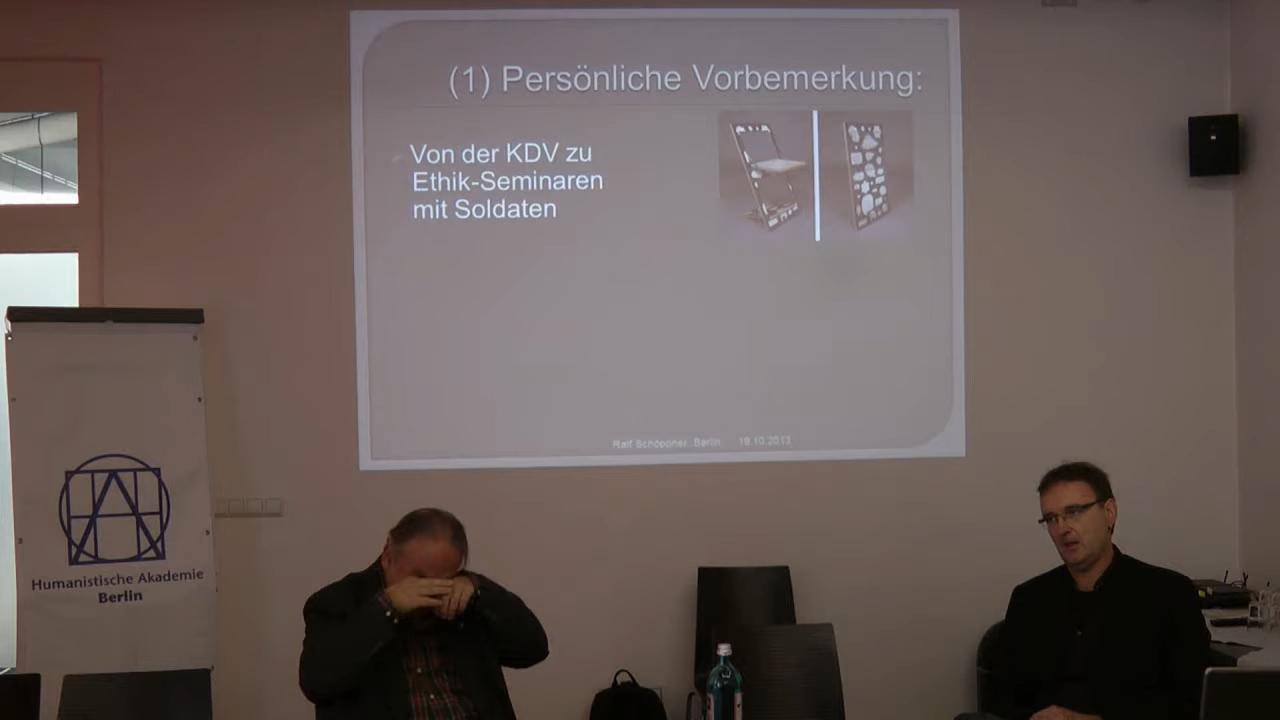 (1) Persönliche Vorbemerkung:
Von der KDV zu
Ethik-Seminaren
mit Soldaten
Ralf Schöppner, Berlin 19.10.2013
Humanistische Akademie
Berlin